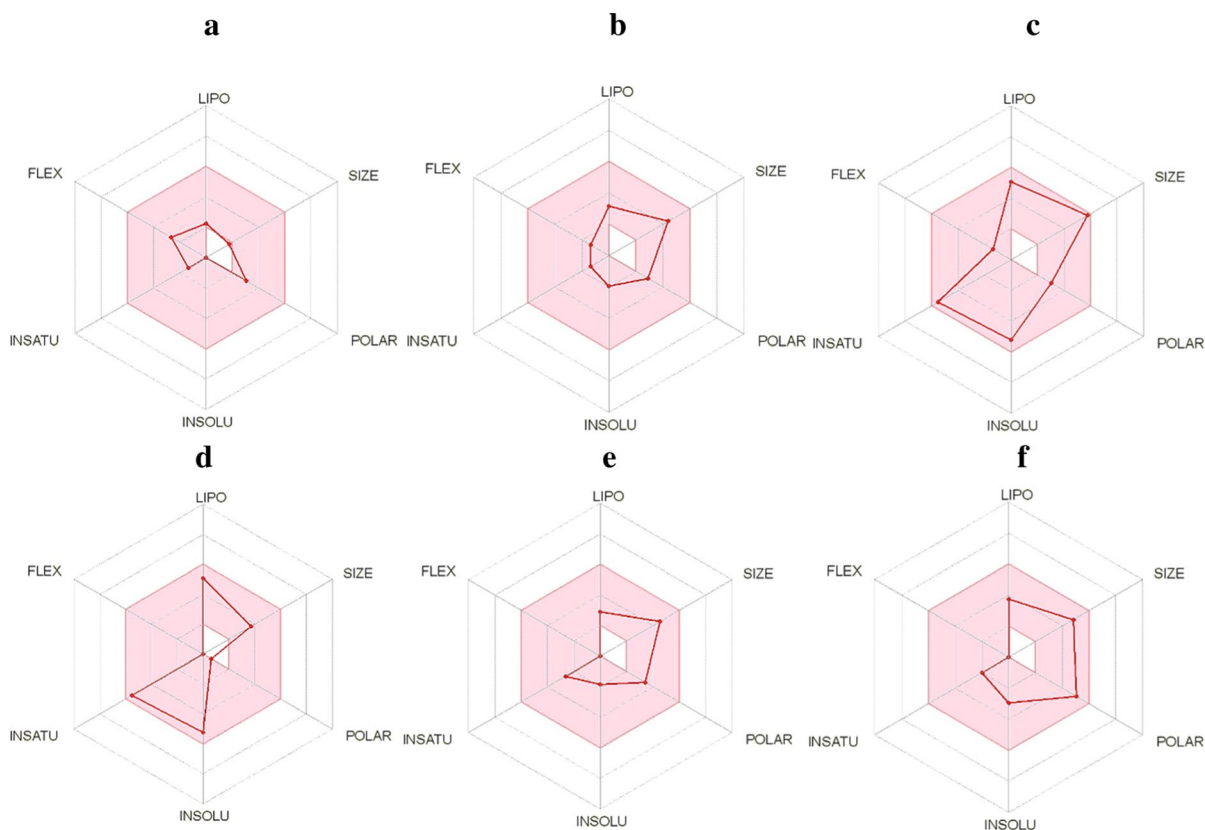 a b c
LIPO LIPO LIPO
FLEX SIZE FLEX SIZE FLEX SIZE
INSATU POLAR INSATU POLAR INSATU POLAR
INSOLU INSOLU INSOLU
d e f
LIPO LIPO LIPO
FLEX SIZE FLEX SIZE FLEX SIZE
INSATU POLAR INSATU POLAR INSATU POLAR
INSOLU INSOLU INSOLU